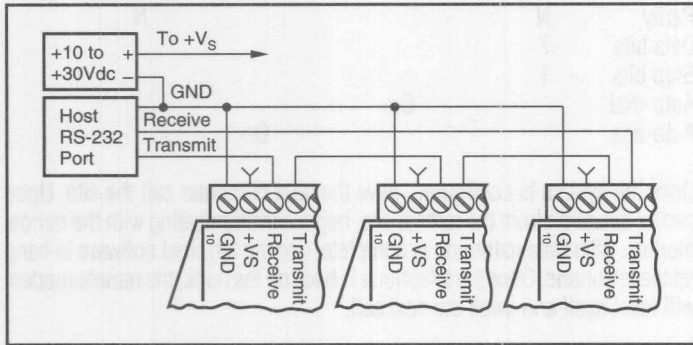 +10 to +
+30Vdc –
To +VS
GND
Host
RS-232
Port
Receive
Transmit
10
GND
+VS
Receive
Transmit
10
GND
+VS
Receive
Transmit
10
GND
+VS
Receive
Transmit